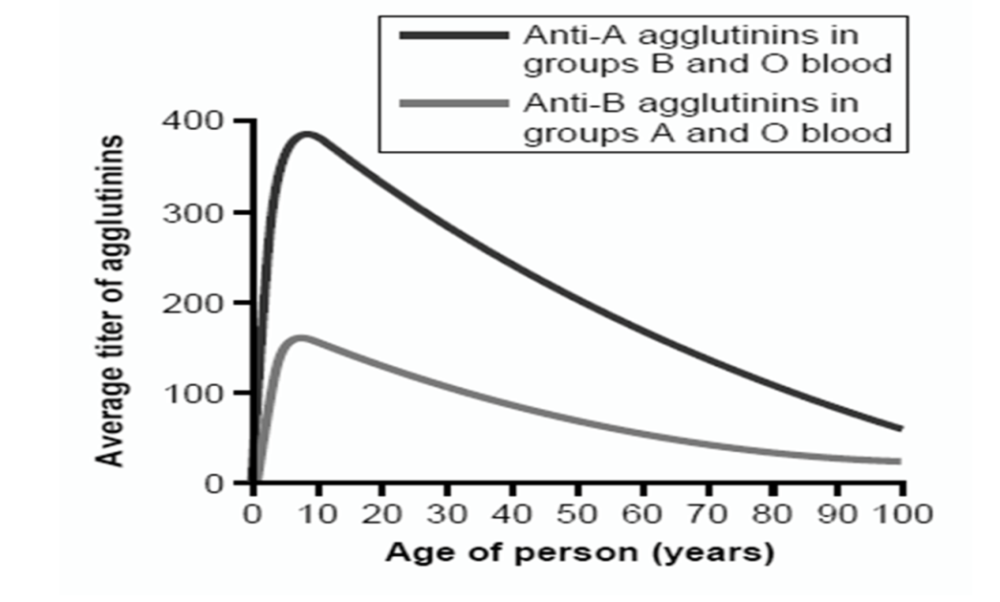 Anti-A agglutinins in
groups B and O blood
Anti-B agglutinins in
groups A and O blood
Average titer of agglutinins
400
300
200
100
0
0 10 20 30 40 50 60 70 80 90 100
Age of person (years)